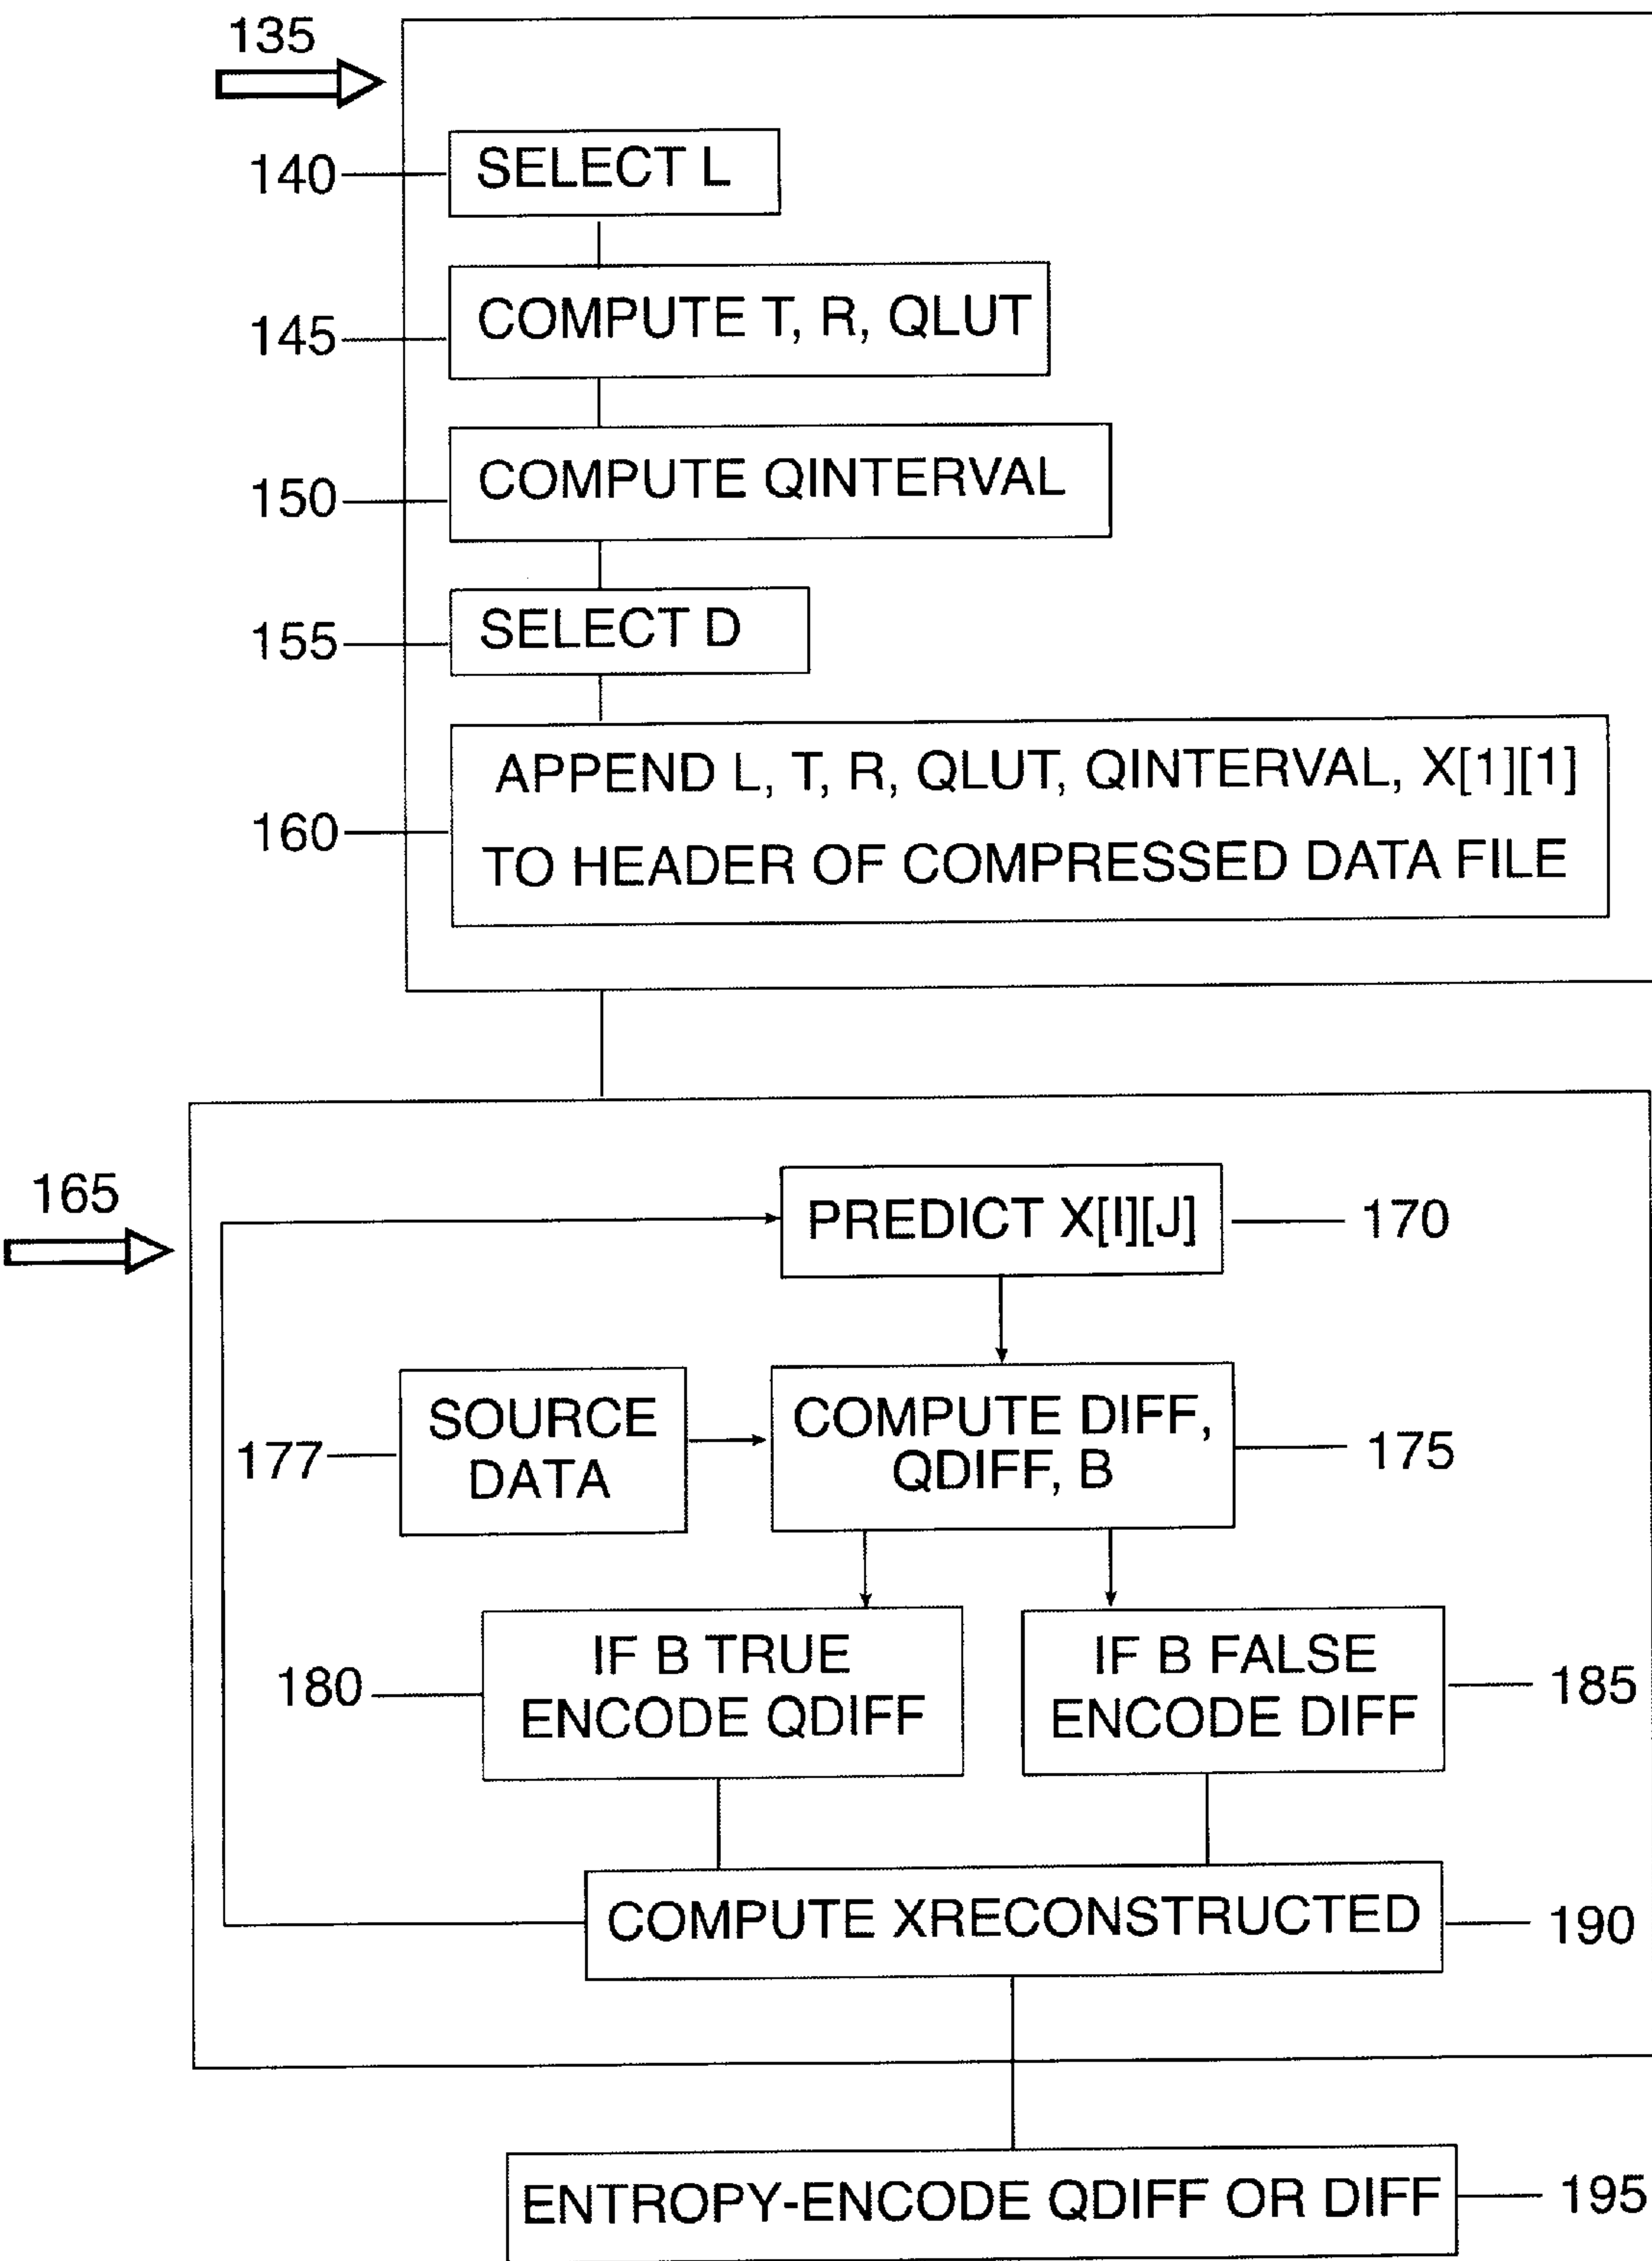 135
140
SELECT L
145
COMPUTE T, R, QLUT
150
COMPUTE QINTERVAL
155
SELECT D
160
APPEND L, T, R, QLUT, QINTERVAL, X[1][1]
TO HEADER OF COMPRESSED DATA FILE
165
PREDICT X[I][J]
170
177
SOURCE
DATA
COMPUTE DIFF,
QDIFF, B
175
180
IF B TRUE
ENCODE QDIFF
IF B FALSE
ENCODE DIFF
185
COMPUTE XRECONSTRUCTED
190
ENTROPY-ENCODE QDIFF OR DIFF
195